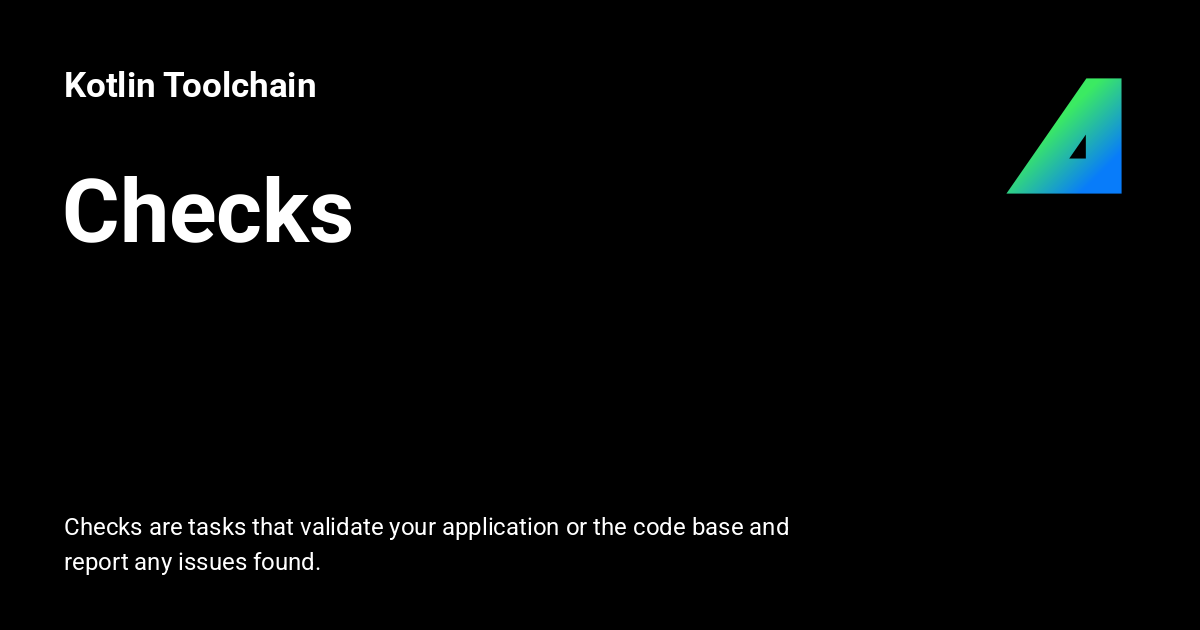 Kotlin Toolchain
Checks
Checks are tasks that validate your application or the code base and
report any issues found.